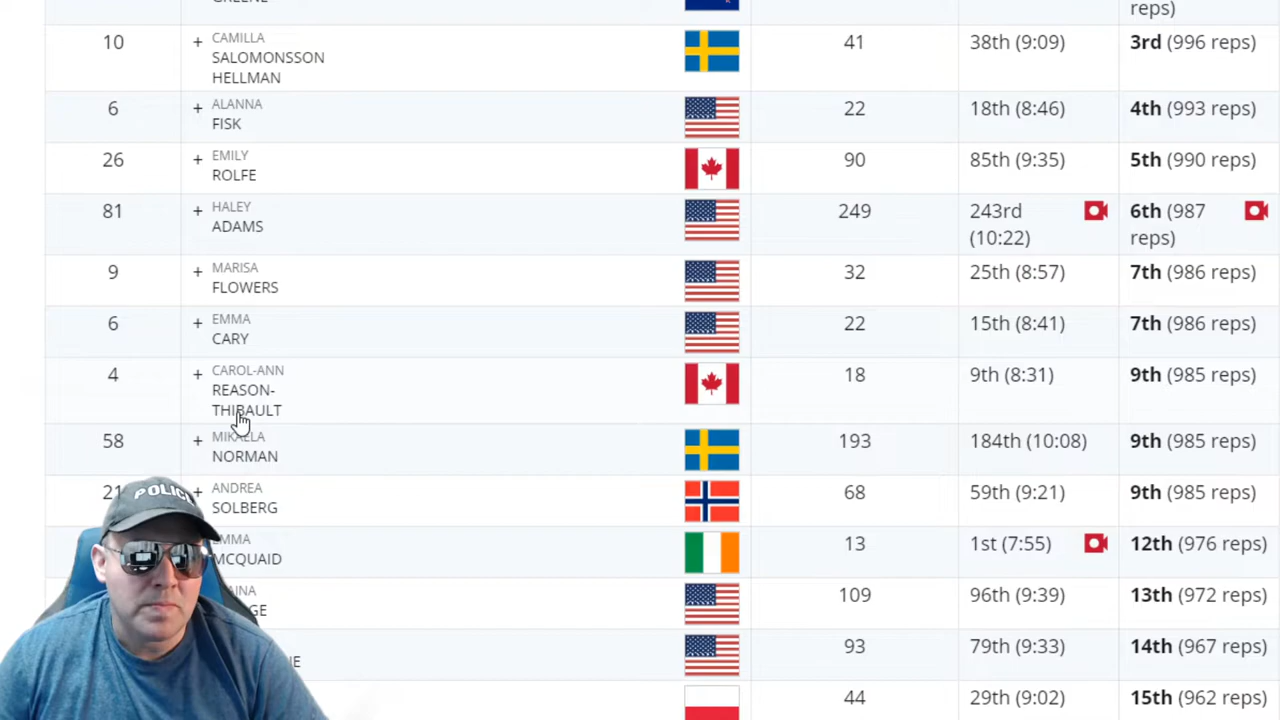 reps)
10 + CAMILLA SALOMONSSON HELLMAN 41 38th (9:09) 3rd (996 reps)
6 + ALANNA FISK 22 18th (8:46) 4th (993 reps)
26 + EMILY ROLFE 90 85th (9:35) 5th (990 reps)
81 + HALEY ADAMS 249 243rd (10:22) 6th (987 reps)
9 + MARISA FLOWERS 32 25th (8:57) 7th (986 reps)
6 + EMMA CARY 22 15th (8:41) 7th (986 reps)
4 + CAROL-ANN REASON-THIBAULT 18 9th (8:31) 9th (985 reps)
58 + MIKAELA NORMAN 193 184th (10:08) 9th (985 reps)
21 + ANDREA SOLBERG 68 59th (9:21) 9th (985 reps)
EMMA MCQUAID 13 1st (7:55) 12th (976 reps)
109 96th (9:39) 13th (972 reps)
93 79th (9:33) 14th (967 reps)
44 29th (9:02) 15th (962 reps)
POLICE